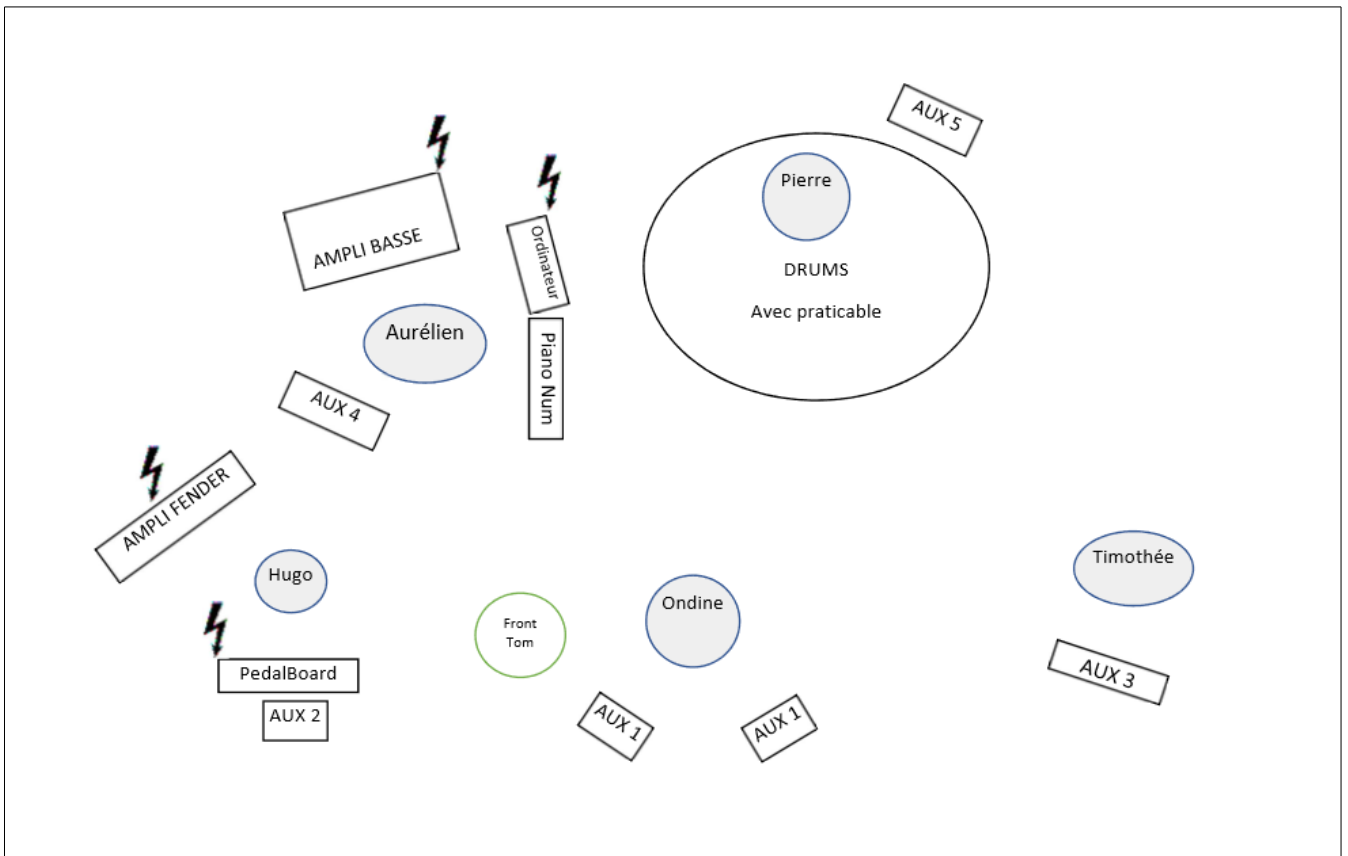 AUX 5
Pierre
DRUMS
Avec praticable
AMPLI BASSE
Ordinateur
Aurélien
Piano Num
AUX 4
AMPLI FENDER
Hugo
PedalBoard
AUX 2
Front
Tom
Ondine
AUX 1
AUX 1
Timothée
AUX 3